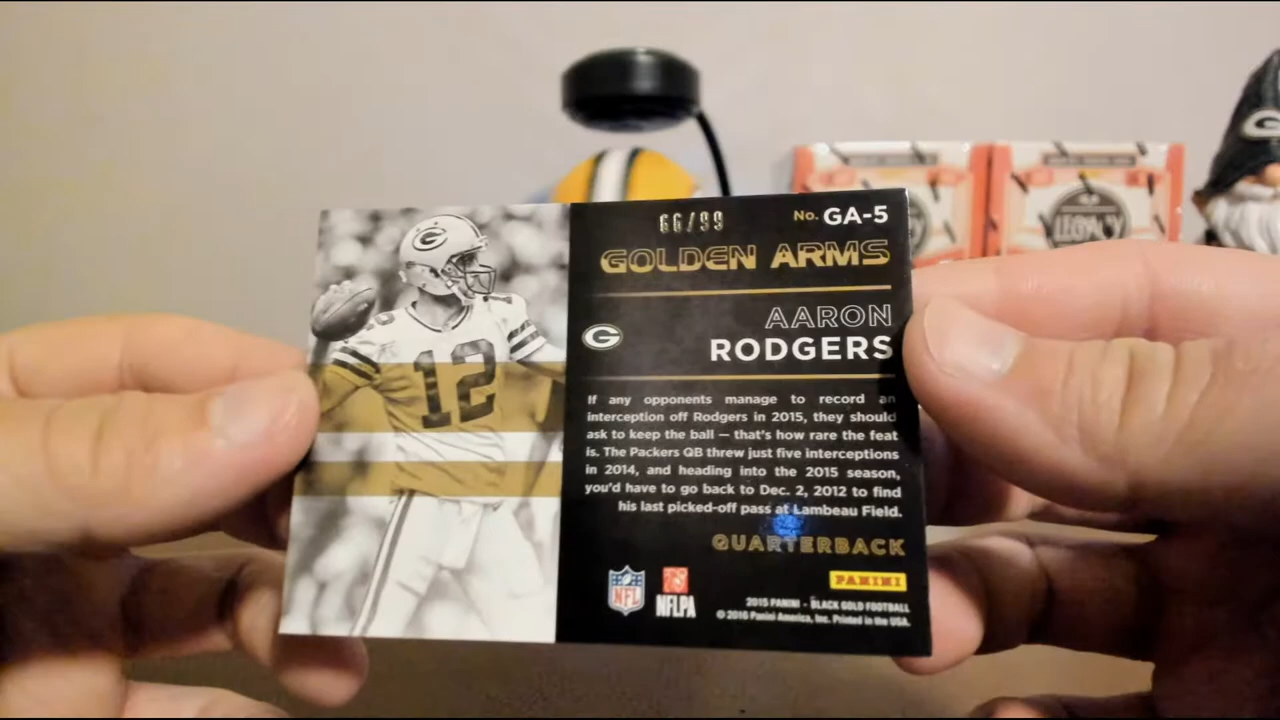 66/99
No. GA-5
GOLDEN ARMS
AARON
RODGERS
G
If any opponents manage to record an
interception off Rodgers in 2015, they should
ask to keep the ball — that's how rare the feat
is. The Packers QB threw just five interceptions
in 2014, and heading into the 2015 season,
you'd have to go back to Dec. 2, 2012 to find
his last picked-off pass at Lambeau Field.
QUARTERBACK
NFL
NFLPA
PANINI
2015 PANINI - BLACK GOLD FOOTBALL
© 2016 Panini America, Inc. Printed in the USA.
G
12
12
LEGACY
G